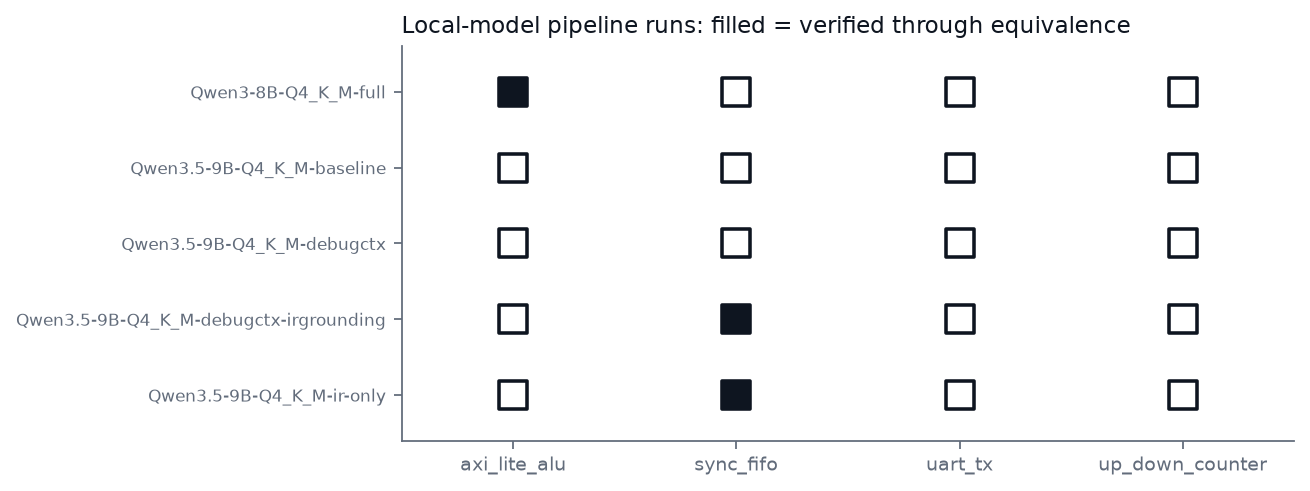 Local-model pipeline runs: filled = verified through equivalence
Qwen3-8B-Q4_K_M-full
Qwen3.5-9B-Q4_K_M-baseline
Qwen3.5-9B-Q4_K_M-debugctx
Qwen3.5-9B-Q4_K_M-debugctx-irgrounding
Qwen3.5-9B-Q4_K_M-ir-only
axi_lite_alu sync_fifo uart_tx up_down_counter